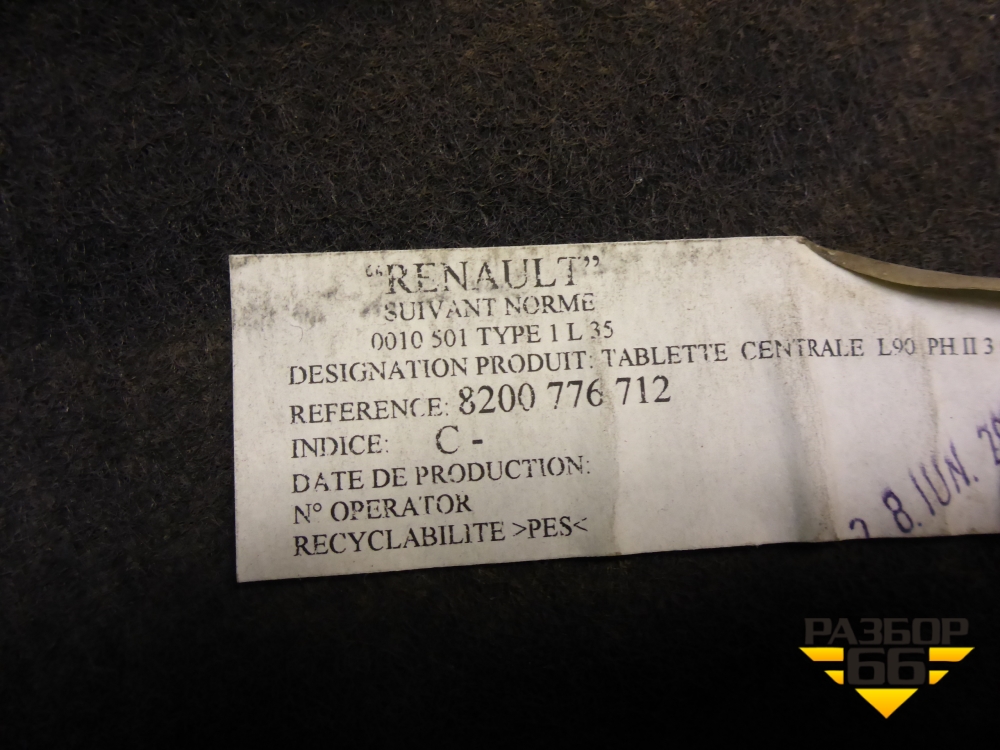 “RENAULT”
SUIVANT NORME
0010 501 TYPE 1 L 35
DESIGNATION PRODUIT: TABLETTE CENTRALE L90 PH II 3
REFERENCE: 8200 776 712
INDICE: C -
DATE DE PRODUCTION:
8. IUN.
N° OPERATOR
RECYCLABILITE >PES<
РАЗБОР
66